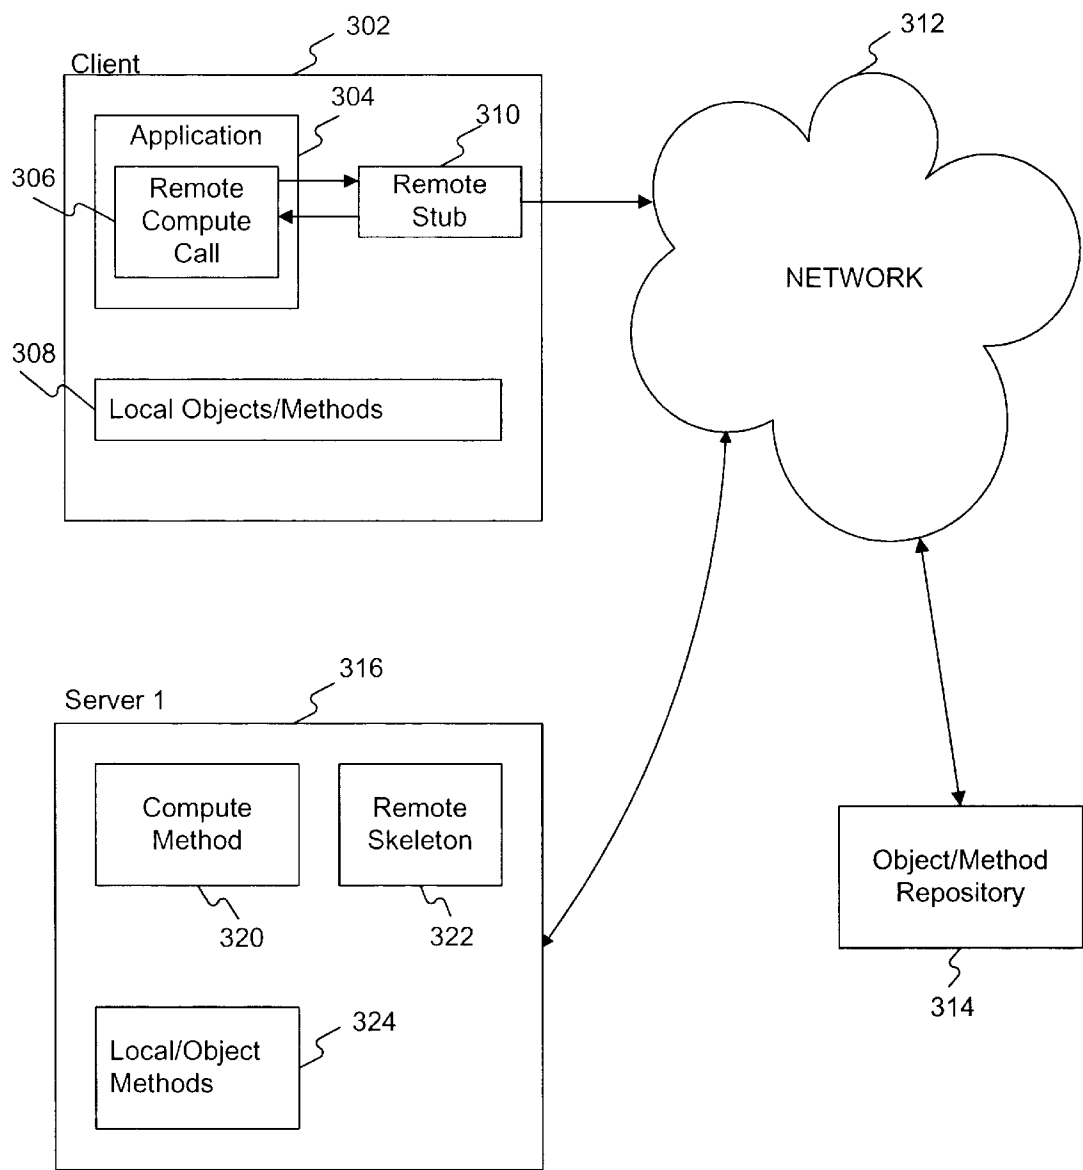 302
312
Client
304
310
Application
306
Remote
Compute
Call
Remote
Stub
NETWORK
308
Local Objects/Methods
316
Server 1
Compute
Method
Remote
Skeleton
Object/Method
Repository
320
322
314
324
Local/Object
Methods